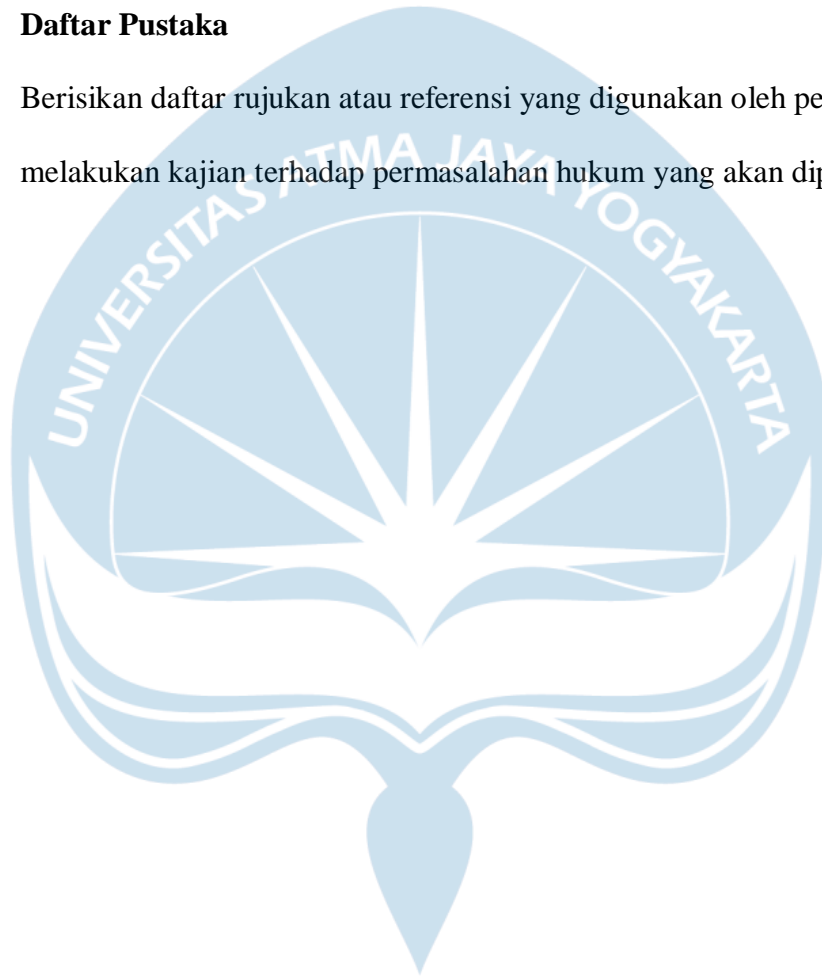 Daftar Pustaka
Berisikan daftar rujukan atau referensi yang digunakan oleh pe
melakukan kajian terhadap permasalahan hukum yang akan dip
UNIVERSITAS ATMA JAYA YOGYAKARTA